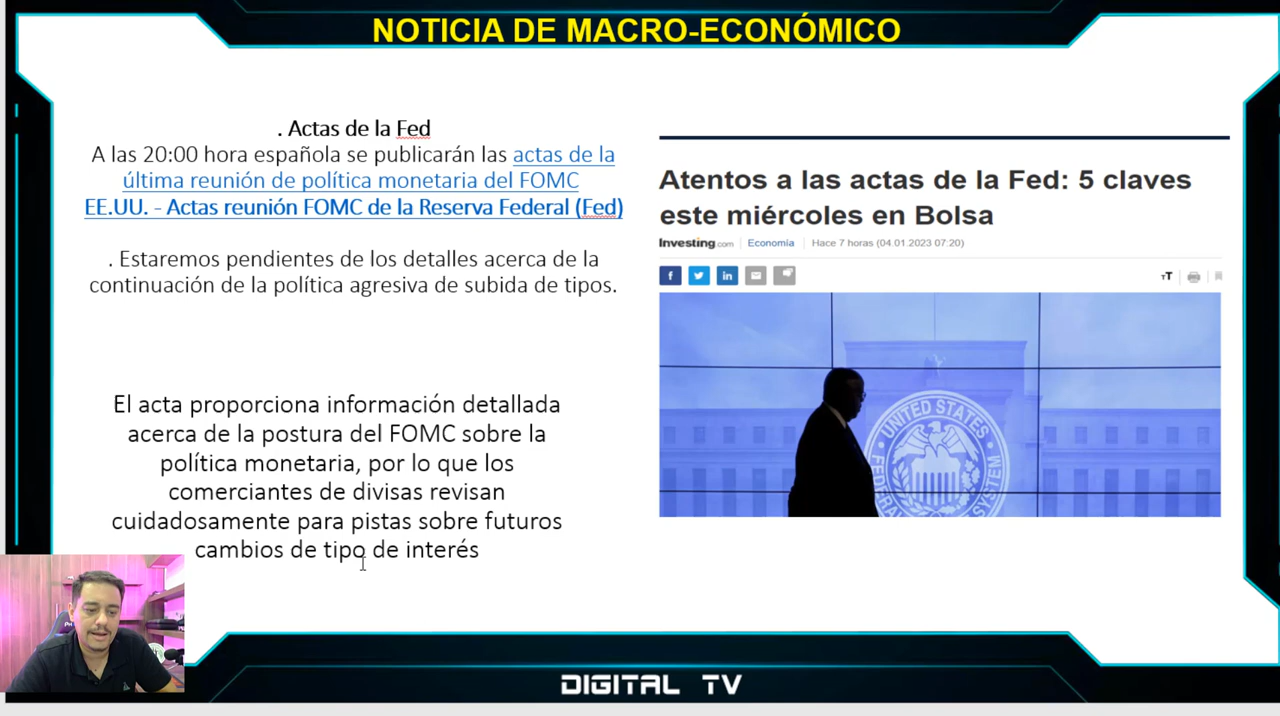 NOTICIA DE MACRO-ECONÓMICO
. Actas de la Fed
A las 20:00 hora española se publicarán las actas de la
última reunión de política monetaria del FOMC
EE.UU. - Actas reunión FOMC de la Reserva Federal (Fed)
. Estaremos pendientes de los detalles acerca de la
continuación de la política agresiva de subida de tipos.
El acta proporciona información detallada
acerca de la postura del FOMC sobre la
política monetaria, por lo que los
comerciantes de divisas revisan
cuidadosamente para pistas sobre futuros
cambios de tipo de interés
Atentos a las actas de la Fed: 5 claves
este miércoles en Bolsa
Investing.com | Economía | Hace 7 horas (04.01.2023 07:20)
f in TT
UNITED STATES
FEDERAL SYSTEM
DIGITAL TV